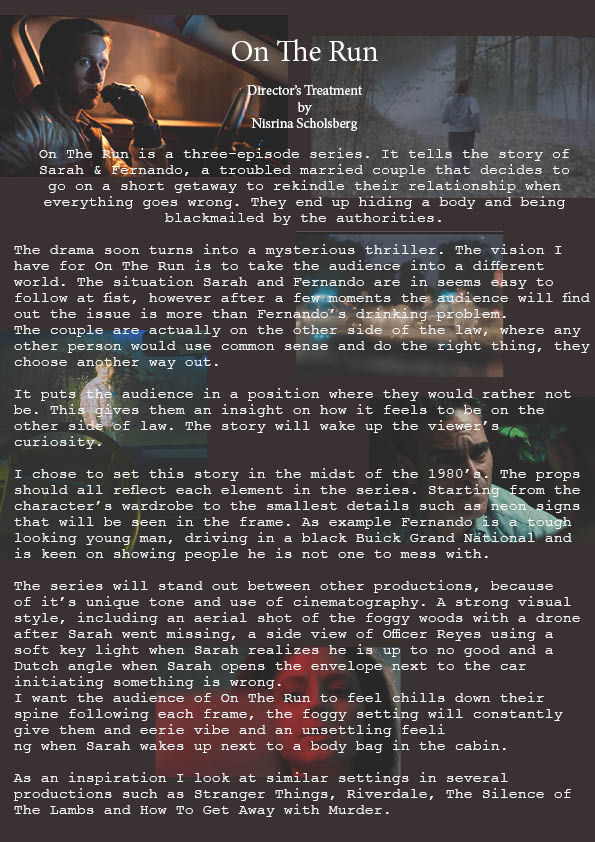 On The Run
Director's Treatment
by
Nisrina Scholsberg
On The Run is a three-episode series. It tells the story of
Sarah & Fernando, a troubled married couple that decides to
go on a short getaway to rekindle their relationship when
everything goes wrong. They end up hiding a body and being
blackmailed by the authorities.
The drama soon turns into a mysterious thriller. The vision I
have for On The Run is to take the audience into a different
world. The situation Sarah and Fernando are in seems easy to
follow at fist, however after a few moments the audience will find
out the issue is more than Fernando's drinking problem.
The couple are actually on the other side of the law, where any
other person would use common sense and do the right thing, they
choose another way out.
It puts the audience in a position where they would rather not
be. This gives them an insight on how it feels to be on the
other side of law. The story will wake up the viewer's
curiosity.
I chose to set this story in the midst of the 1980's. The props
should all reflect each element in the series. Starting from the
character's wardrobe to the smallest details such as neon signs
that will be seen in the frame. As example Fernando is a tough
looking young man, driving in a black Buick Grand National and
is keen on showing people he is not one to mess with.
The series will stand out between other productions, because
of it's unique tone and use of cinematography. A strong visual
style, including an aerial shot of the foggy woods with a drone
after Sarah went missing, a side view of Officer Reyes using a
soft key light when Sarah realizes he is up to no good and a
Dutch angle when Sarah opens the envelope next to the car
initiating something is wrong.
I want the audience of On The Run to feel chills down their
spine following each frame, the foggy setting will constantly
give them and eerie vibe and an unsettling feeli
ng when Sarah wakes up next to a body bag in the cabin.
As an inspiration I look at similar settings in several
productions such as Stranger Things, Riverdale, The Silence of
The Lambs and How To Get Away with Murder.